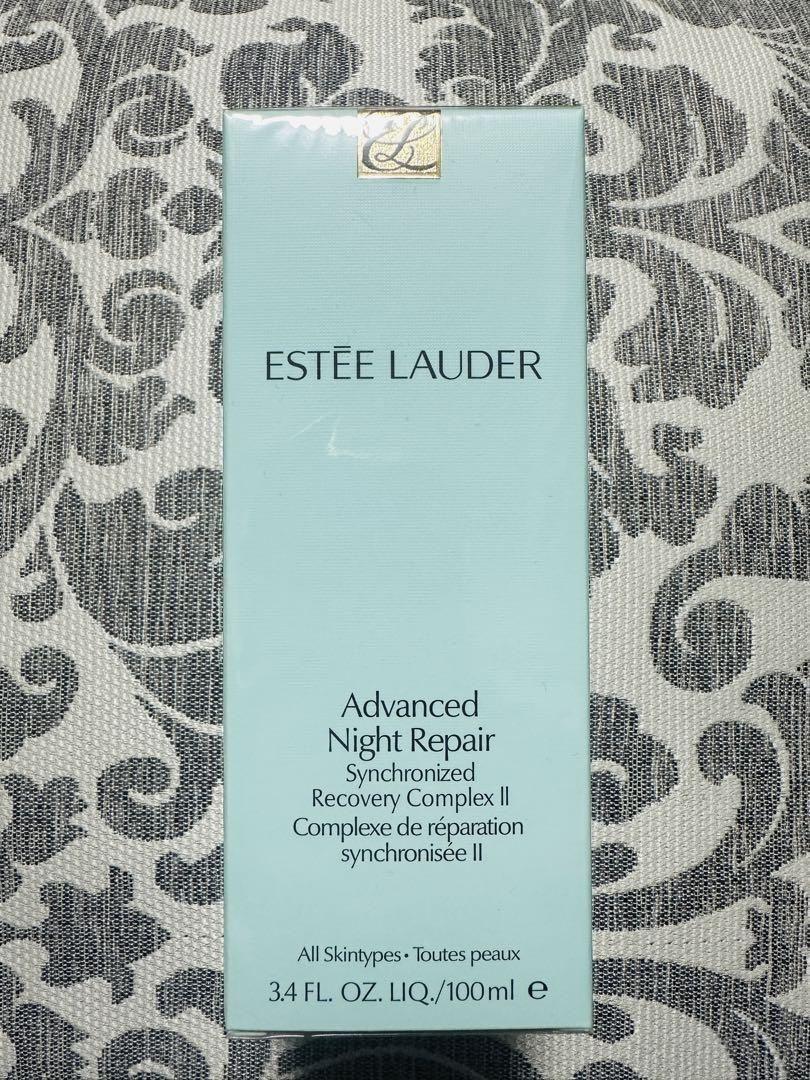 EL
ESTĒE LAUDER
Advanced
Night Repair
Synchronized
Recovery Complex II
Complexe de réparation
synchronisée II
All Skintypes • Toutes peaux
3.4 FL. OZ. LIQ./100ml e